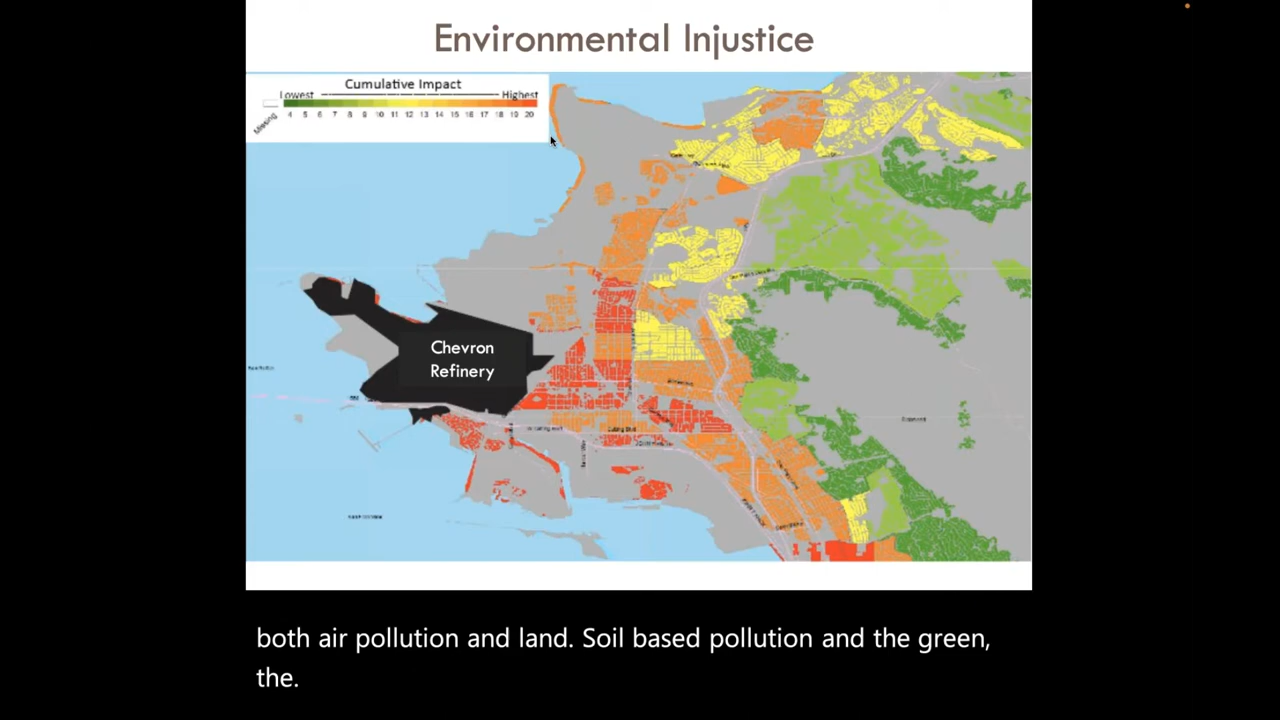 Environmental Injustice
Cumulative Impact
Lowest Highest
Missing 4 5 6 7 8 9 10 11 12 13 14 15 16 17 18 19 20
Chevron
Refinery
both air pollution and land. Soil based pollution and the green,
the.